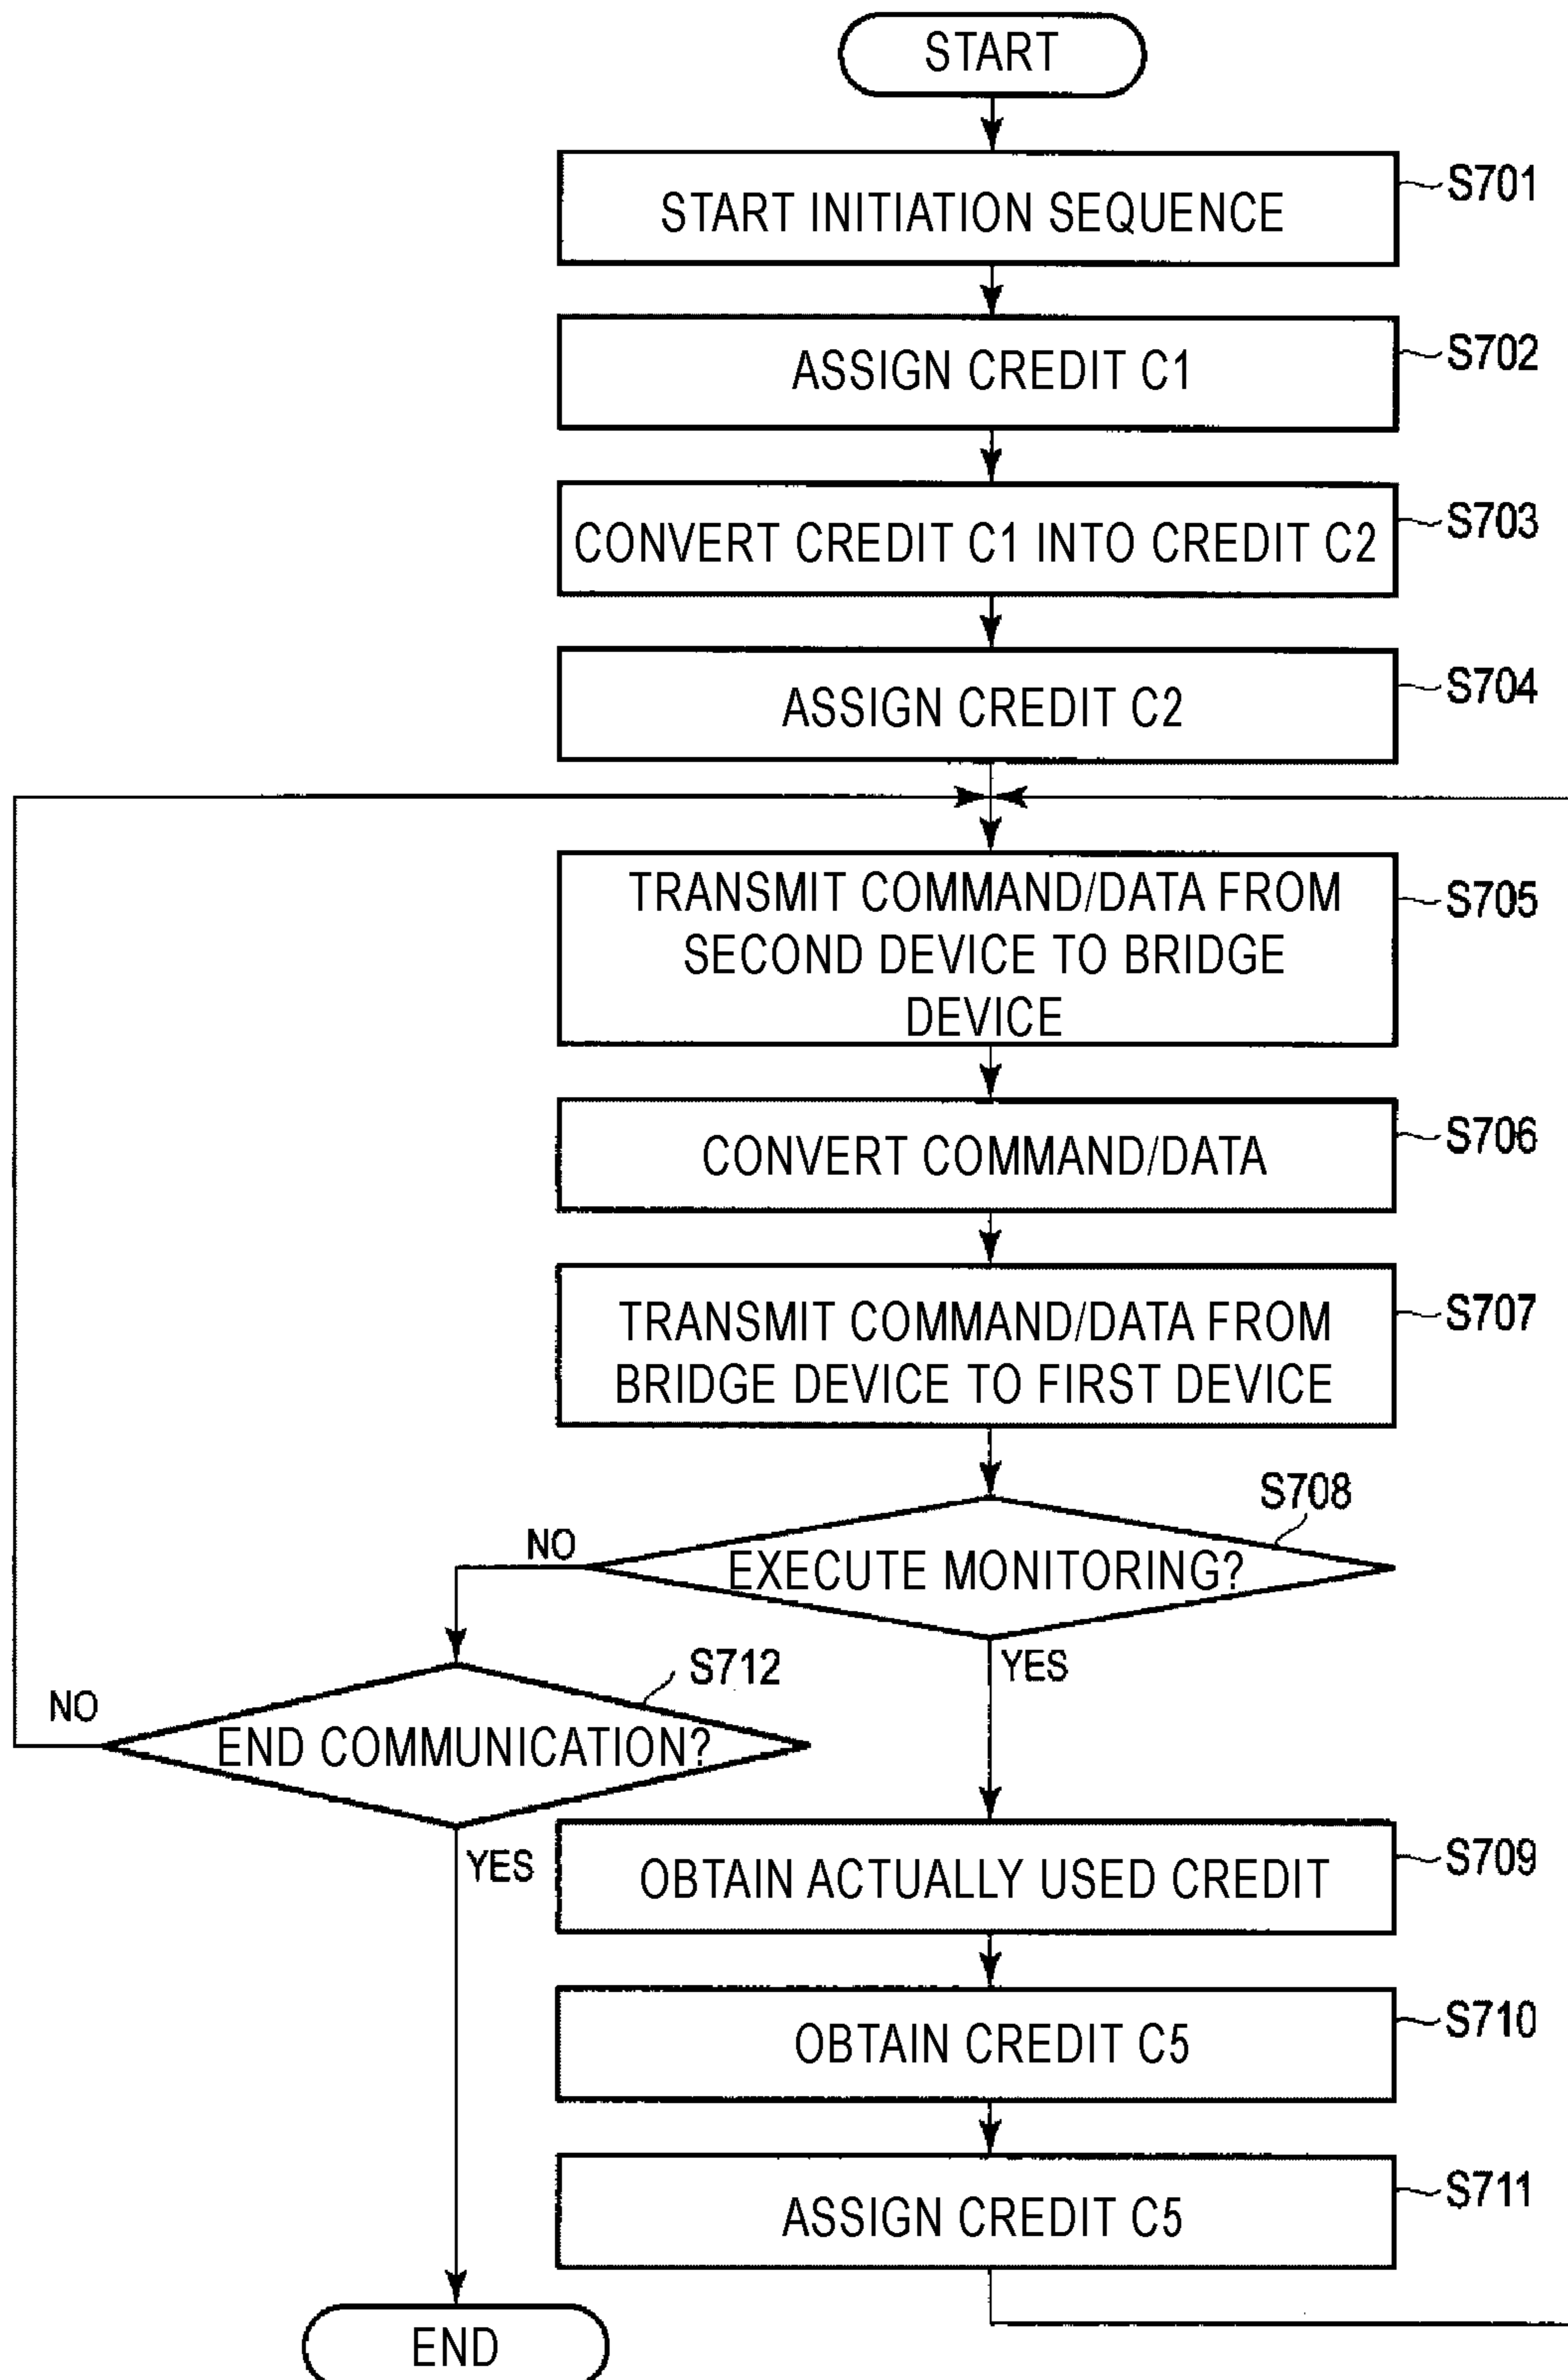 START
START INITIATION SEQUENCE
S701
ASSIGN CREDIT C1
S702
CONVERT CREDIT C1 INTO CREDIT C2
S703
ASSIGN CREDIT C2
S704
TRANSMIT COMMAND/DATA FROM
SECOND DEVICE TO BRIDGE
DEVICE
S705
CONVERT COMMAND/DATA
S706
TRANSMIT COMMAND/DATA FROM
BRIDGE DEVICE TO FIRST DEVICE
S707
S708
NO
EXECUTE MONITORING?
YES
S712
NO
END COMMUNICATION?
YES
OBTAIN ACTUALLY USED CREDIT
S709
OBTAIN CREDIT C5
S710
ASSIGN CREDIT C5
S711
END